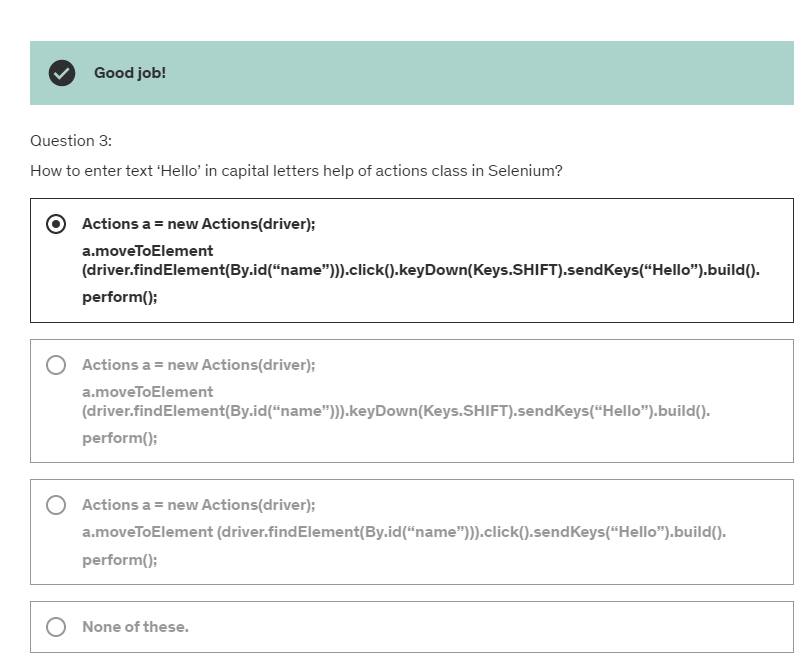 Good job!
Question 3:
How to enter text ‘Hello’ in capital letters help of actions class in Selenium?
Actions a = new Actions(driver);
a.moveToElement
(driver.findElement(By.id(“name”))).click().keyDown(Keys.SHIFT).sendKeys(“Hello”).build().
perform();
Actions a = new Actions(driver);
a.moveToElement
(driver.findElement(By.id(“name”))).keyDown(Keys.SHIFT).sendKeys(“Hello”).build().
perform();
Actions a = new Actions(driver);
a.moveToElement (driver.findElement(By.id(“name”))).click().sendKeys(“Hello”).build().
perform();
None of these.